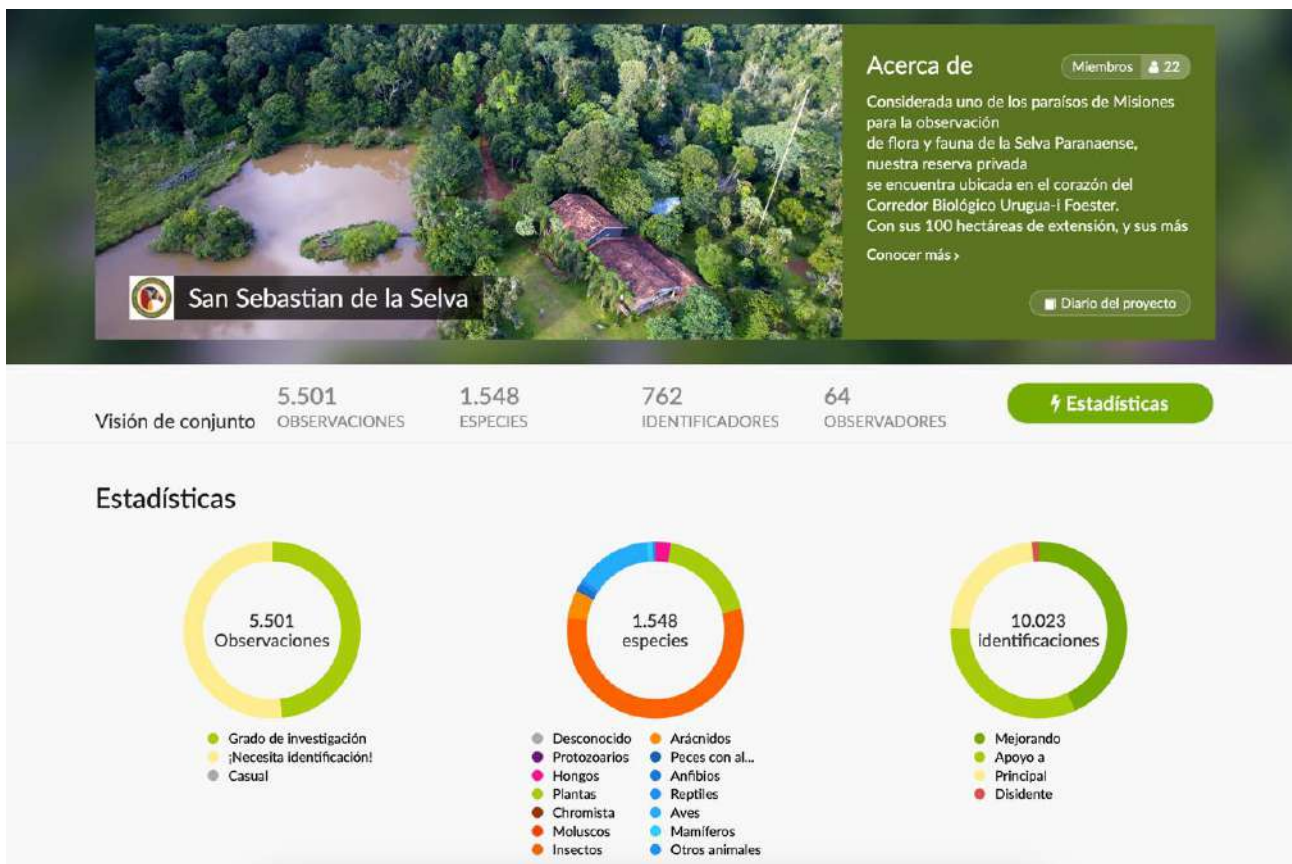 Acerca de
Miembros 22
Considerada uno de los paraísos de Misiones
para la observación
de flora y fauna de la Selva Paranaense,
nuestra reserva privada
se encuentra ubicada en el corazón del
Corredor Biológico Urugua-i Foester.
Con sus 100 hectáreas de extensión, y sus más
Conocer más ›
Diario del proyecto
San Sebastian de la Selva
Visión de conjunto
5.501
OBSERVACIONES
1.548
ESPECIES
762
IDENTIFICADORES
64
OBSERVADORES
Estadísticas
Estadísticas
5.501
Observaciones
Grado de investigación
¡Necesita identificación!
Casual
1.548
especies
Desconocido
Protozoarios
Hongos
Plantas
Chromista
Moluscos
Insectos
Arácnidos
Peces con al...
Anfibios
Reptiles
Aves
Mamíferos
Otros animales
10.023
identificaciones
Mejorando
Apoyo a
Principal
Disidente